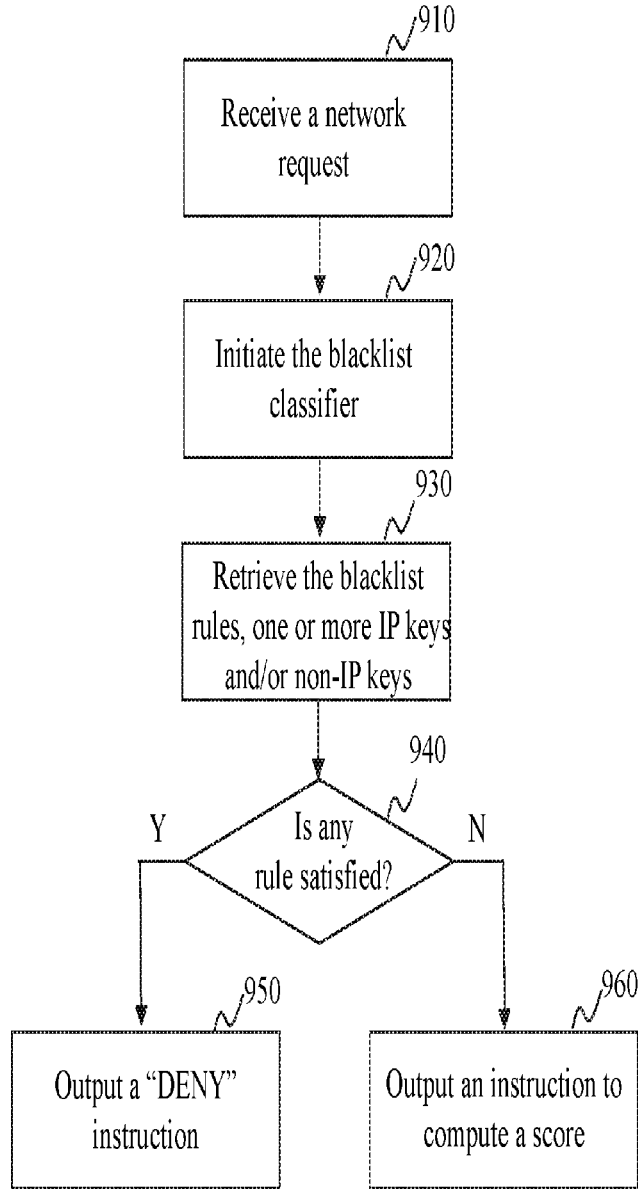 910
Receive a network
request
920
Initiate the blacklist
classifier
930
Retrieve the blacklist
rules, one or more IP keys
and/or non-IP keys
940
Y
Is any
rule satisfied?
N
950
Output a “DENY”
instruction
960
Output an instruction to
compute a score